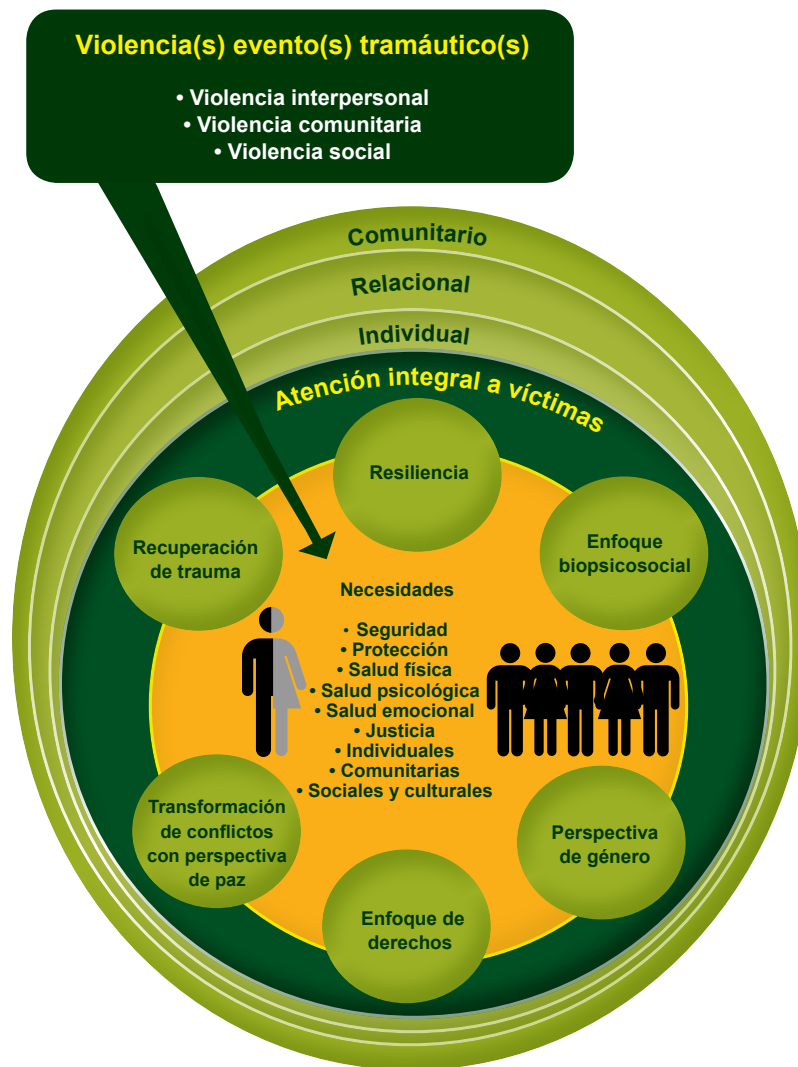 Violencia(s) evento(s) tramáutico(s)
• Violencia interpersonal
• Violencia comunitaria
• Violencia social
Comunitario
Relacional
Individual
Atención integral a víctimas
Resiliencia
Recuperación
de trauma
Enfoque
biopsicosocial
Necesidades
• Seguridad
• Protección
• Salud física
• Salud psicológica
• Salud emocional
• Justicia
• Individuales
• Comunitarias
• Sociales y culturales
Transformación
de conflictos
con perspectiva
de paz
Perspectiva
de género
Enfoque de
derechos